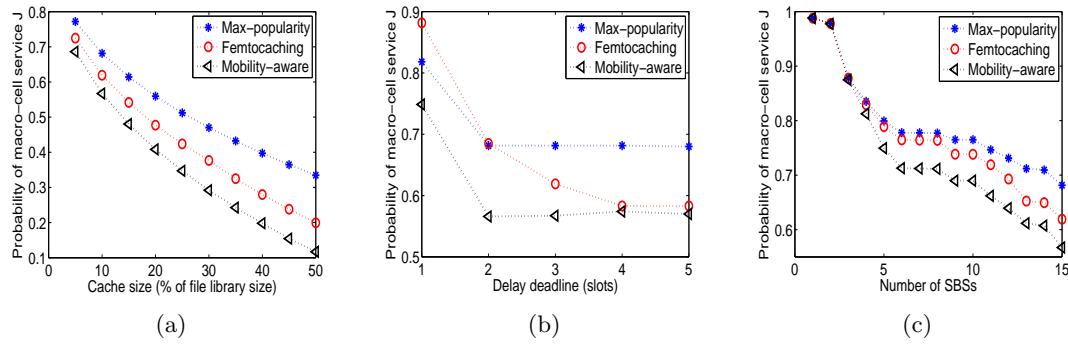 Probability of macro−cell service J
0.8
0.7
0.6
0.5
0.4
0.3
0.2
0.1
10
20
30
40
50
Cache size (% of file library size)
Max−popularity
Femtocaching
Mobility−aware
(a)
Probability of macro−cell service J
0.9
0.8
0.7
0.6
0.5
1
2
3
4
5
Delay deadline (slots)
Max−popularity
Femtocaching
Mobility−aware
(b)
Probability of macro−cell service J
1
0.9
0.8
0.7
0.6
0
5
10
15
Number of SBSs
Max−popularity
Femtocaching
Mobility−aware
(c)